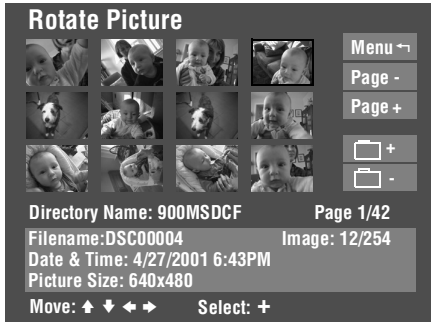 Rotate Picture
Menu ↰
Page -
Page +
+
-
Directory Name: 900MSDCF Page 1/42
Filename:DSC00004 Image: 12/254
Date & Time: 4/27/2001 6:43PM
Picture Size: 640x480
Move: ↑ ↓ ← → Select: +